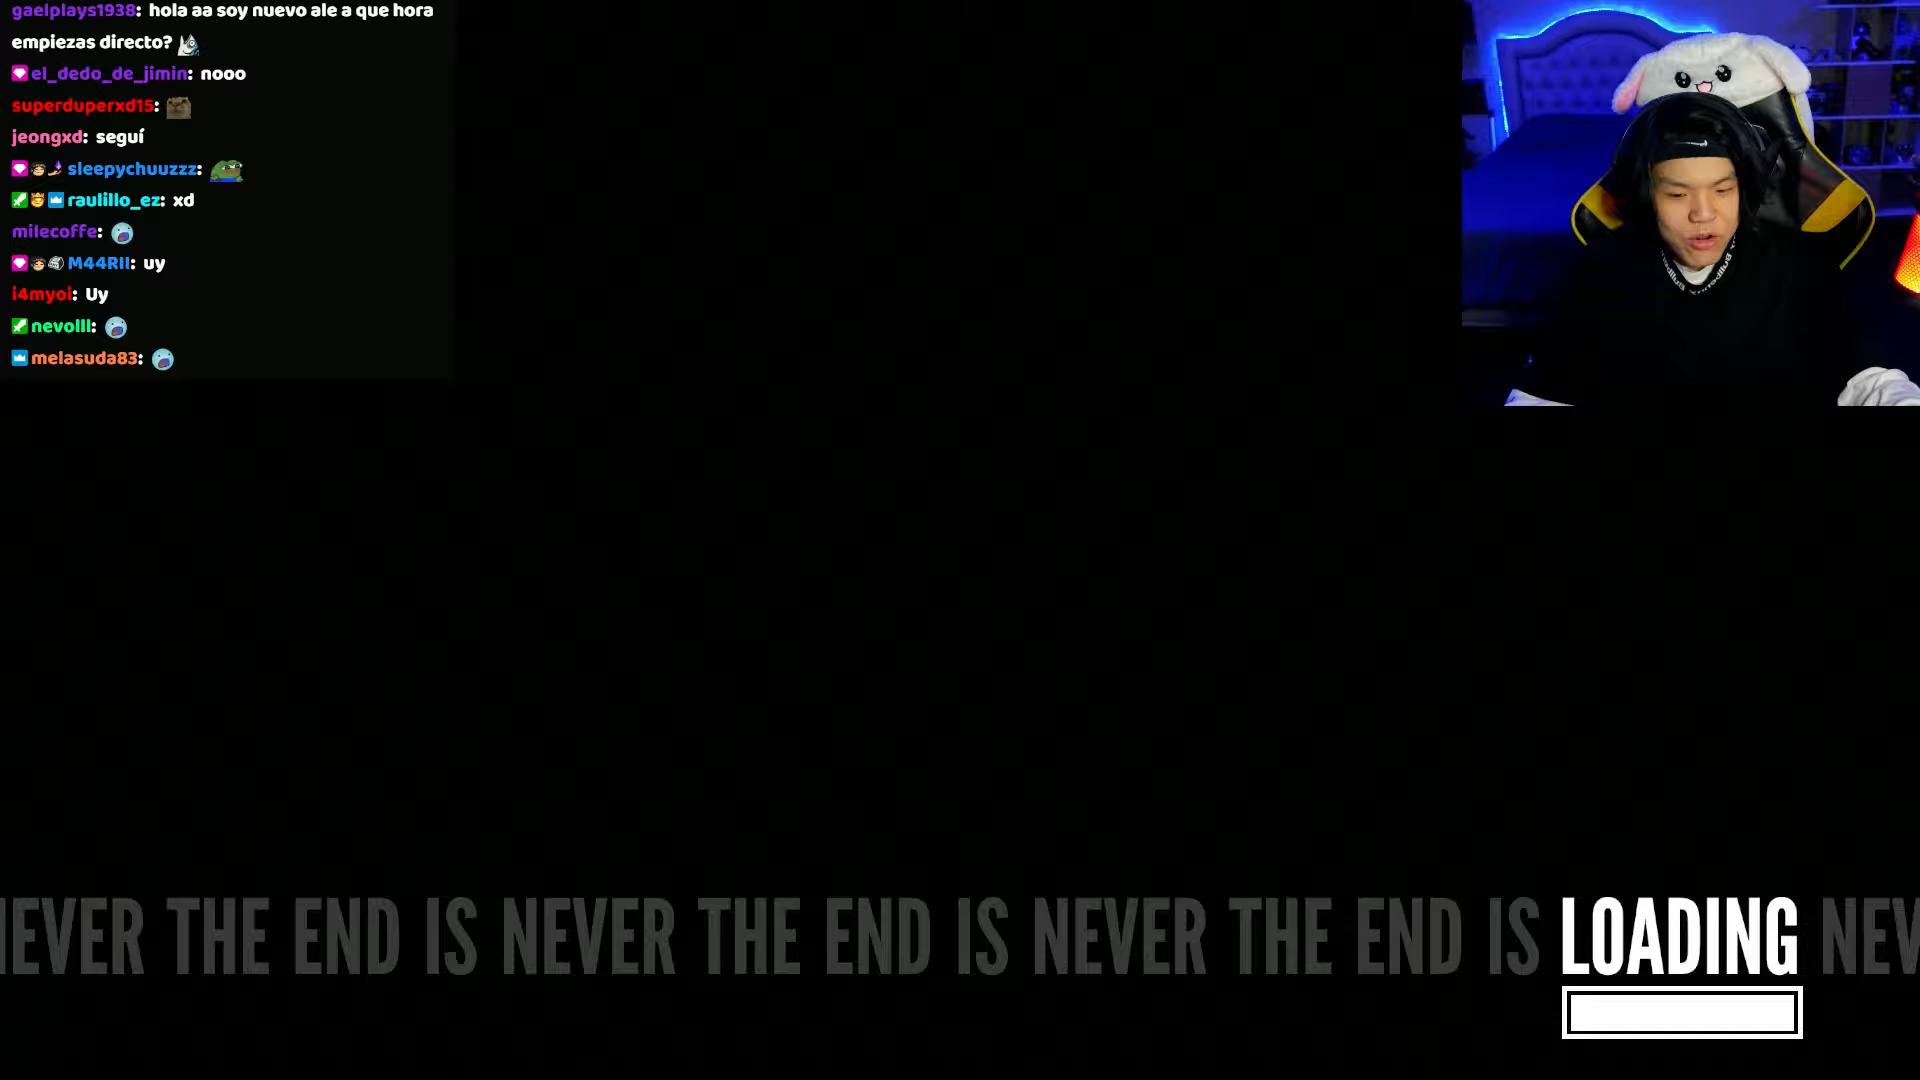 gaelplays1938: hola aa soy nuevo ale a que hora
empiezas directo?
el_dedo_de_jimin: nooo
superduperxd15:
jeongxd: seguí
sleepychuuzzz:
raulillo_ez: xd
milecoffe:
M44RII: uy
i4myoi: Uy
nevolll:
melasuda83:
NEVER THE END IS NEVER THE END IS NEVER THE END IS LOADING NEV